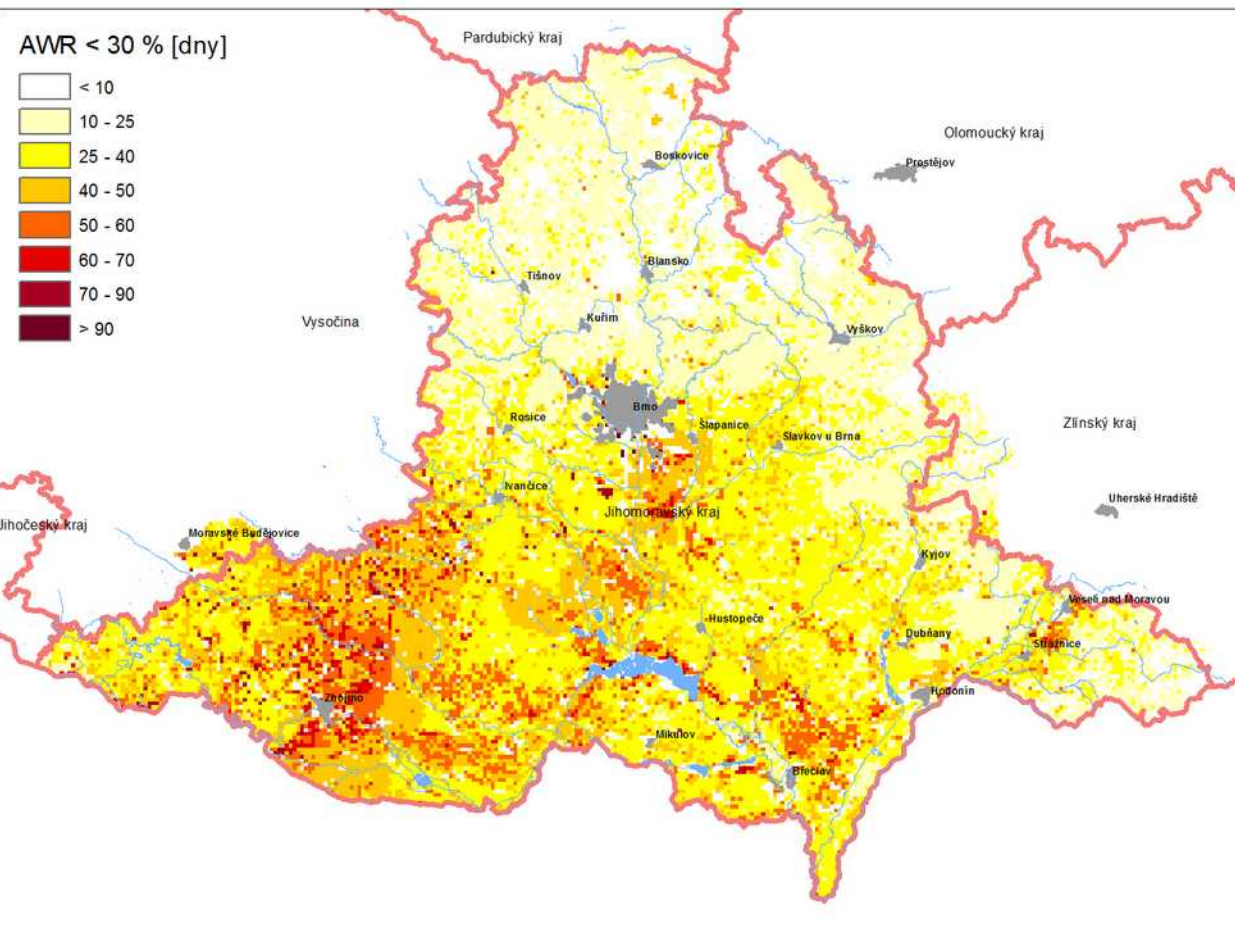 AWR < 30 % [dny]
< 10
10 - 25
25 - 40
40 - 50
50 - 60
60 - 70
70 - 90
> 90
Pardubický kraj
Olomoucký kraj
Boskovice
Prostějov
Blansko
Tišnov
Vysočina
Kuřim
Vyškov
Brno
Rosice
Šlapanice
Slavkov u Brna
Zlínský kraj
Ivančice
Uherské Hradiště
Jihomoravský kraj
Jihočeský kraj
Moravské Budějovice
Kyjov
Veselí nad Moravou
Hustopeče
Dubňany
Strážnice
Znojmo
Hodonín
Mikulov
Břeclav